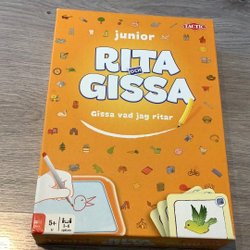 junior
TACTIC
RITA
OCH
GISSA
Gissa vad jag ritar
5+